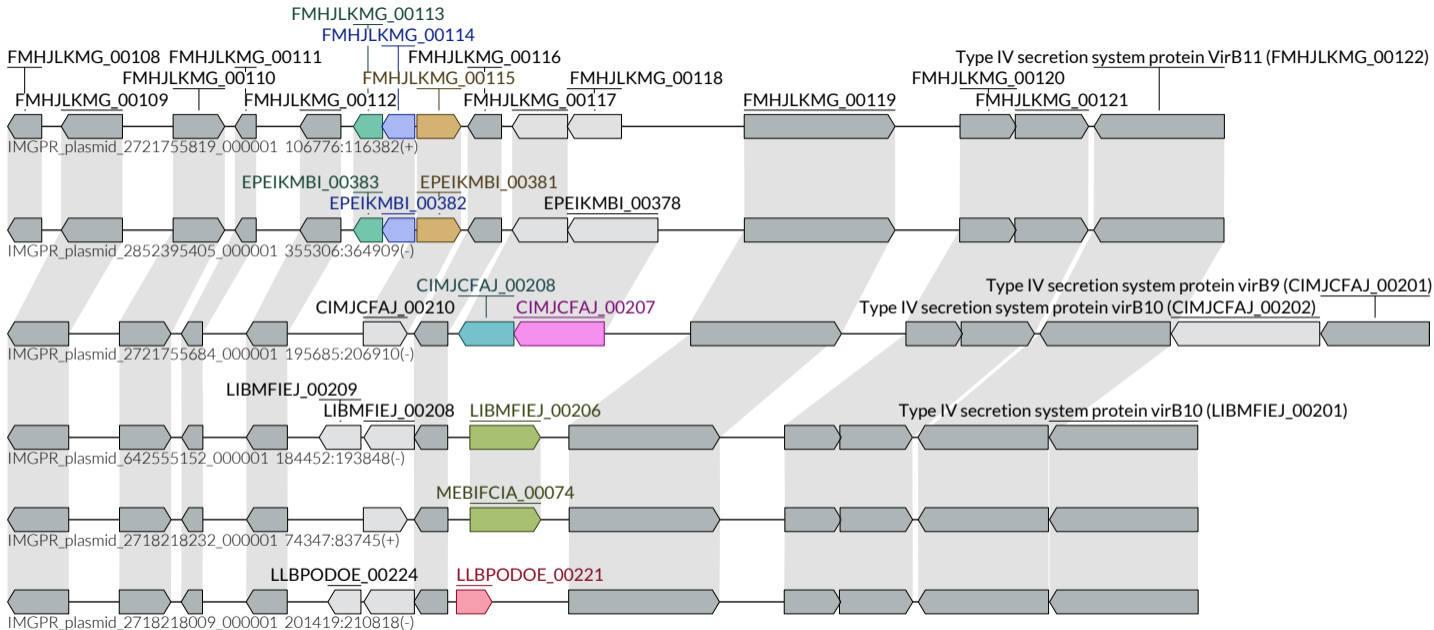 FMHJLKMG_00113
FMHJLKMG_00114
FMHJLKMG_00108 FMHJLKMG_00111 FMHJLKMG_00116 Type IV secretion system protein VirB11 (FMHJLKMG_00122)
FMHJLKMG_00110 FMHJLKMG_00115 FMHJLKMG_00118 FMHJLKMG_00120
FMHJLKMG_00109 FMHJLKMG_00112 FMHJLKMG_00117 FMHJLKMG_00119 FMHJLKMG_00121
IMGPR_plasmid_2721755819_000001 106776:116382(+)
EPEIKMBI_00383 EPEIKMBI_00381
EPEIKMBI_00382 EPEIKMBI_00378
IMGPR_plasmid_2852395405_000001 355306:364909(-)
CIMJCFAJ_00208 Type IV secretion system protein virB9 (CIMJCFAJ_00201)
CIMJCFAJ_00210 CIMJCFAJ_00207 Type IV secretion system protein virB10 (CIMJCFAJ_00202)
IMGPR_plasmid_2721755684_000001 195685:206910(-)
LIBMFIEJ_00209
LIBMFIEJ_00208 LIBMFIEJ_00206 Type IV secretion system protein virB10 (LIBMFIEJ_00201)
IMGPR_plasmid_642555152_000001 184452:193848(-)
MEBIFCIA_00074
IMGPR_plasmid_2718218232_000001 74347:83745(+)
LLBPODOE_00224 LLBPODOE_00221
IMGPR_plasmid_2718218009_000001 201419:210818(-)